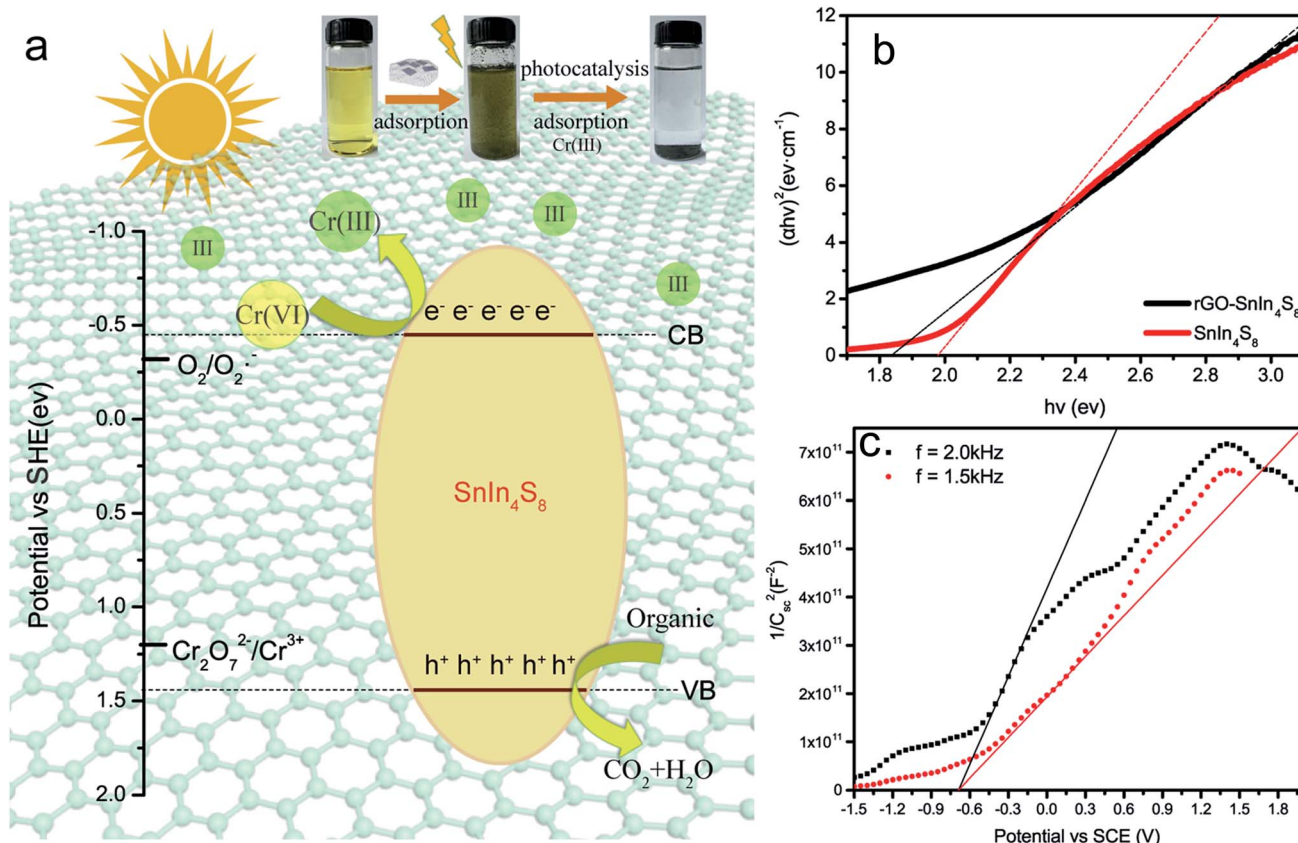 a
adsorption
photocatalysis
adsorption
Cr(III)
Cr(III)
III
III
III
III
Cr(VI)
Potential vs SHE(ev)
-1.0
-0.5
0.0
0.5
1.0
1.5
2.0
O₂/O₂·⁻
Cr₂O₇²⁻/Cr³⁺
e⁻ e⁻ e⁻ e⁻ e⁻
CB
SnIn₄S₈
h⁺ h⁺ h⁺ h⁺ h⁺
VB
Organic
CO₂+H₂O
b
(αhv)²(ev·cm⁻¹)
12
10
8
6
4
2
0
1.8 2.0 2.2 2.4 2.6 2.8 3.0
hv (ev)
rGO-SnIn₄S₈
SnIn₄S₈
c
f = 2.0kHz
f = 1.5kHz
1/C_sc²(F⁻²)
7x10¹¹
6x10¹¹
5x10¹¹
4x10¹¹
3x10¹¹
2x10¹¹
1x10¹¹
0
-1.5 -1.2 -0.9 -0.6 -0.3 0.0 0.3 0.6 0.9 1.2 1.5 1.8
Potential vs SCE (V)